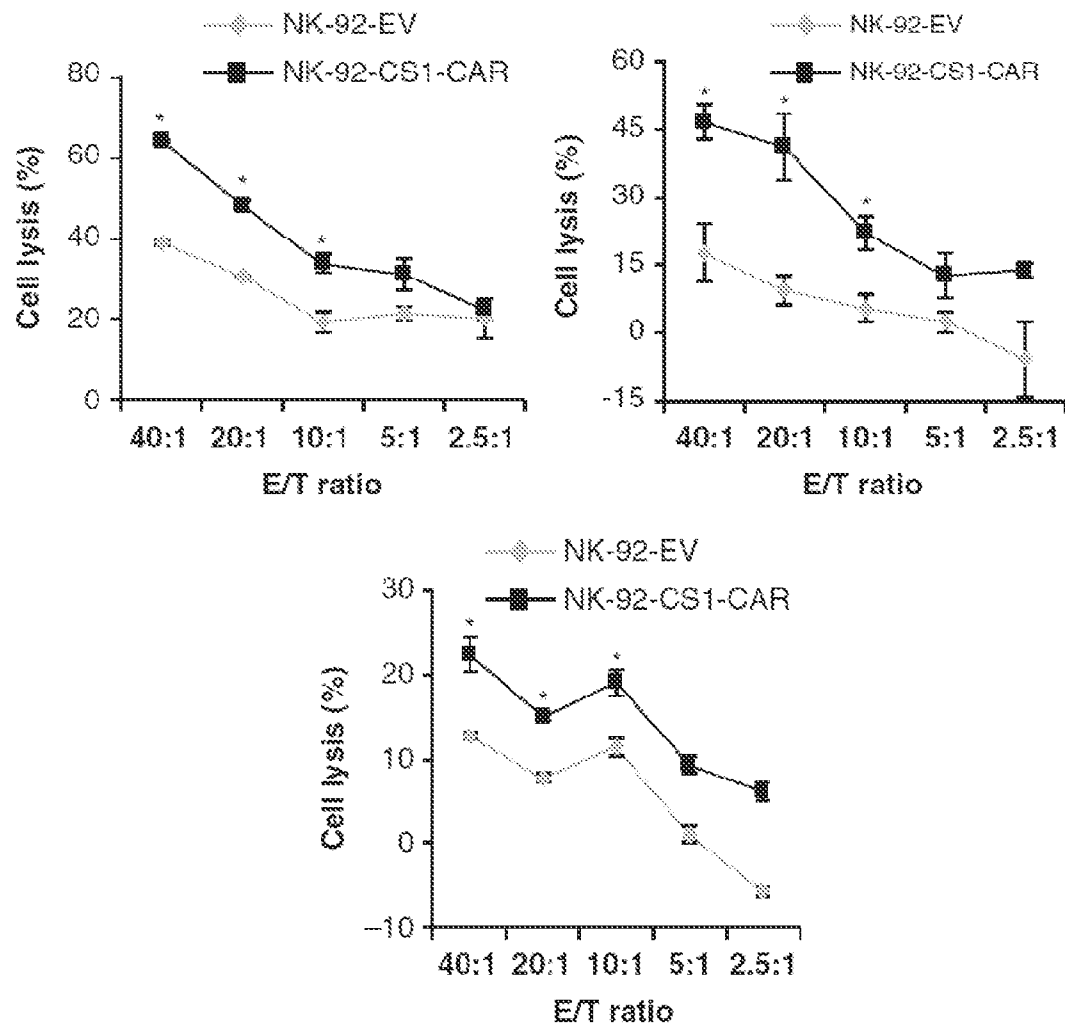 NK-92-EV
NK-92-CS1-CAR
80
60
40
20
0
Cell lysis (%)
40:1 20:1 10:1 5:1 2.5:1
E/T ratio
* * *
NK-92-EV
NK-92-CS1-CAR
60
45
30
15
0
-15
Cell lysis (%)
40:1 20:1 10:1 5:1 2.5:1
E/T ratio
* * *
NK-92-EV
NK-92-CS1-CAR
30
20
10
0
-10
Cell lysis (%)
40:1 20:1 10:1 5:1 2.5:1
E/T ratio
* * *